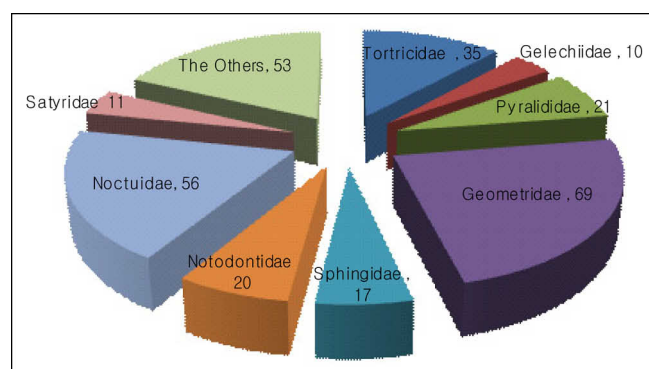 The Others, 53
Tortricidae , 35
Gelechiidae, 10
Satyridae 11
Pyralididae , 21
Noctuidae, 56
Geometridae , 69
Notodontidae
20
Sphingidae,
17